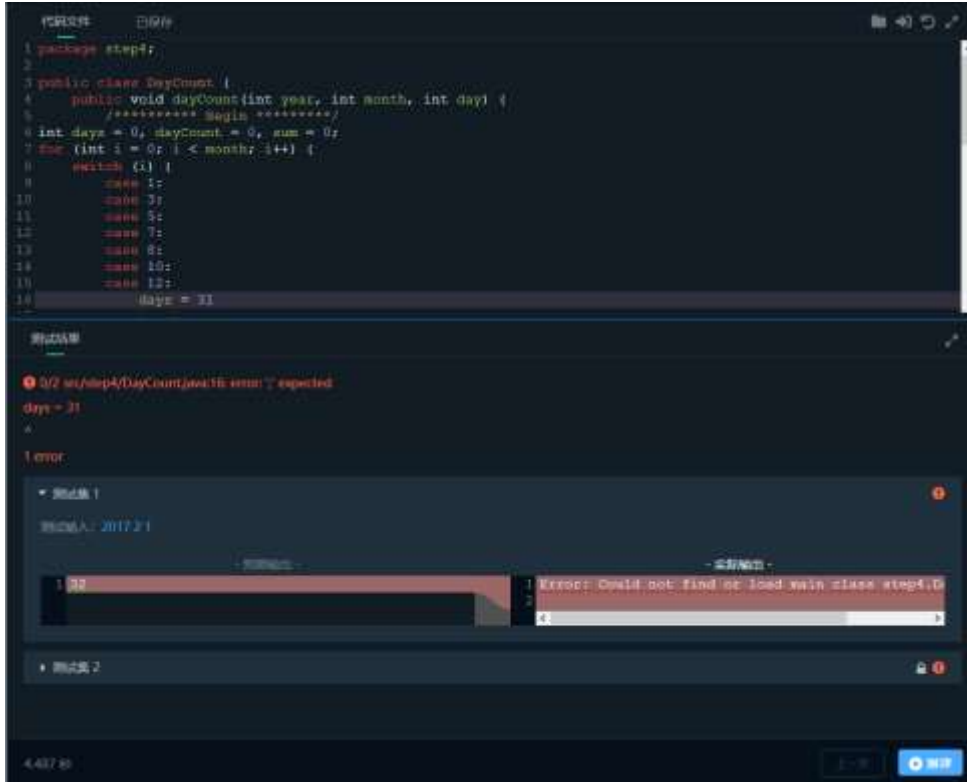 代码文件 已保存
1 package step4;
2
3 public class DayCount {
4 public void dayCount(int year, int month, int day) {
5 /********** Begin *********/
6 int days = 0, dayCount = 0, sum = 0;
7 for (int i = 0; i < month; i++) {
8 switch (i) {
9 case 1:
10 case 3:
11 case 5:
12 case 7:
13 case 8:
14 case 10:
15 case 12:
16 days = 31
测试结果
0/2 src/step4/DayCount.java:16: error: ';' expected
days = 31
^
1 error
测试集 1
测试输入: 2017 2 1
- 预期输出 -
- 实际输出 -
1 32
1 Error: Could not find or load main class step4.D
2
测试集 2
4.437 秒
评测